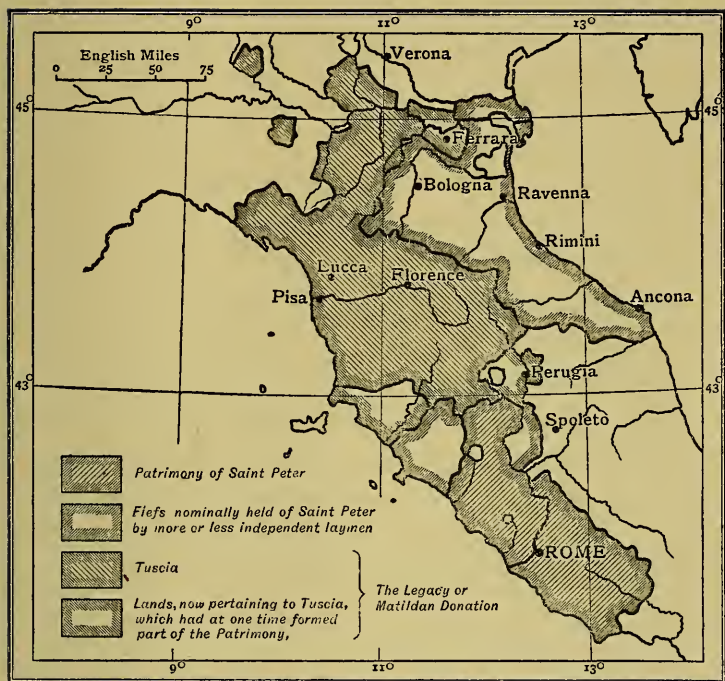 9° 11° 13°
English Miles
0 25 50 75
Verona
45° 45°
Ferrara
Bologna
Ravenna
Rimini
Lucca Florence
Pisa
Ancona
43° 43°
Perugia
Spoleto
ROME
Patrimony of Saint Peter
Fiefs nominally held of Saint Peter
by more or less independent laymen
Tuscia
Lands, now pertaining to Tuscia,
which had at one time formed
part of the Patrimony,
The Legacy or
Matildan Donation
9° 11° 13°